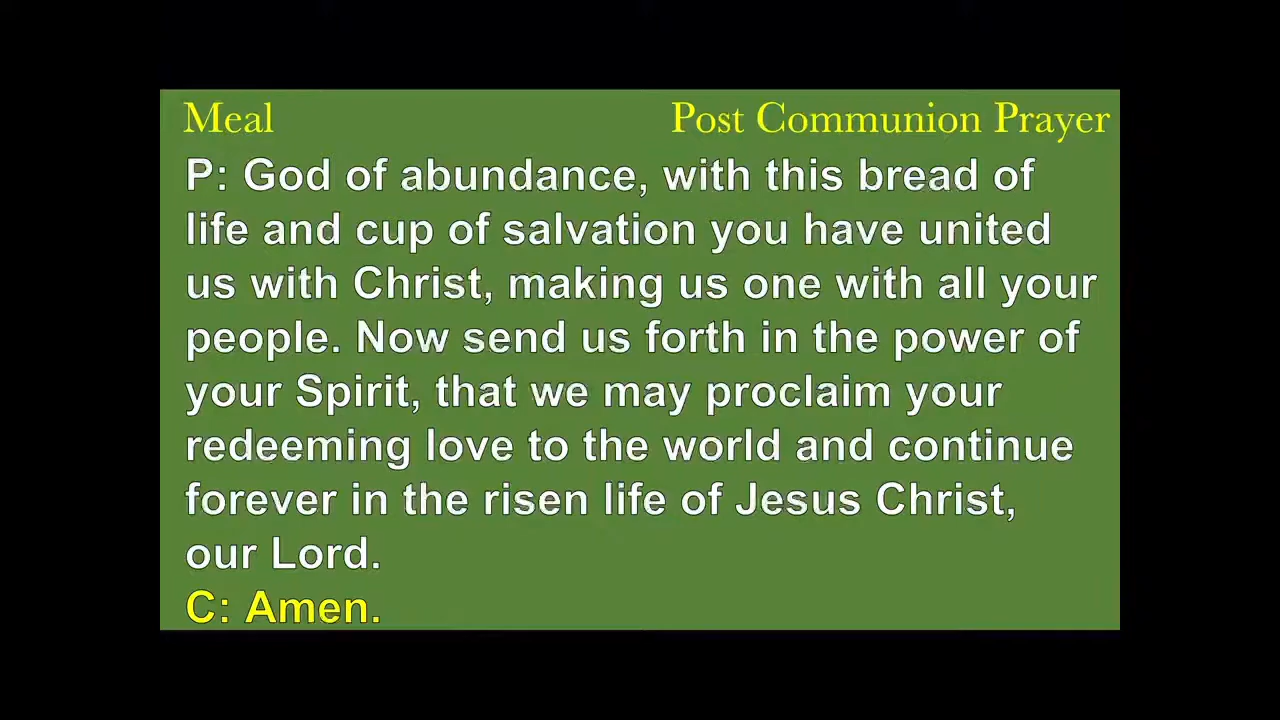 Meal Post Communion Prayer
P: God of abundance, with this bread of
life and cup of salvation you have united
us with Christ, making us one with all your
people. Now send us forth in the power of
your Spirit, that we may proclaim your
redeeming love to the world and continue
forever in the risen life of Jesus Christ,
our Lord.
C: Amen.